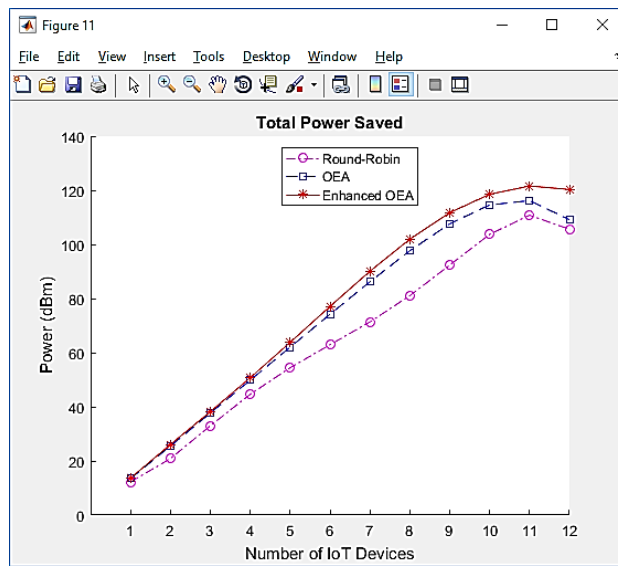 Figure 11
File Edit View Insert Tools Desktop Window Help
Total Power Saved
Round-Robin
OEA
Enhanced OEA
Power (dBm)
140
120
100
80
60
40
20
0
1 2 3 4 5 6 7 8 9 10 11 12
Number of IoT Devices